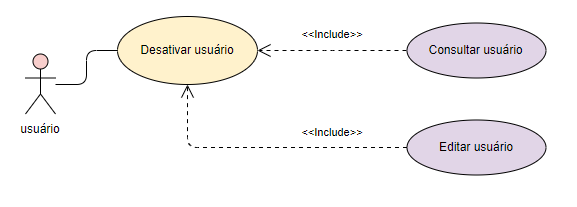 Desativar usuário
<<Include>>
Consultar usuário
usuário
<<Include>>
Editar usuário